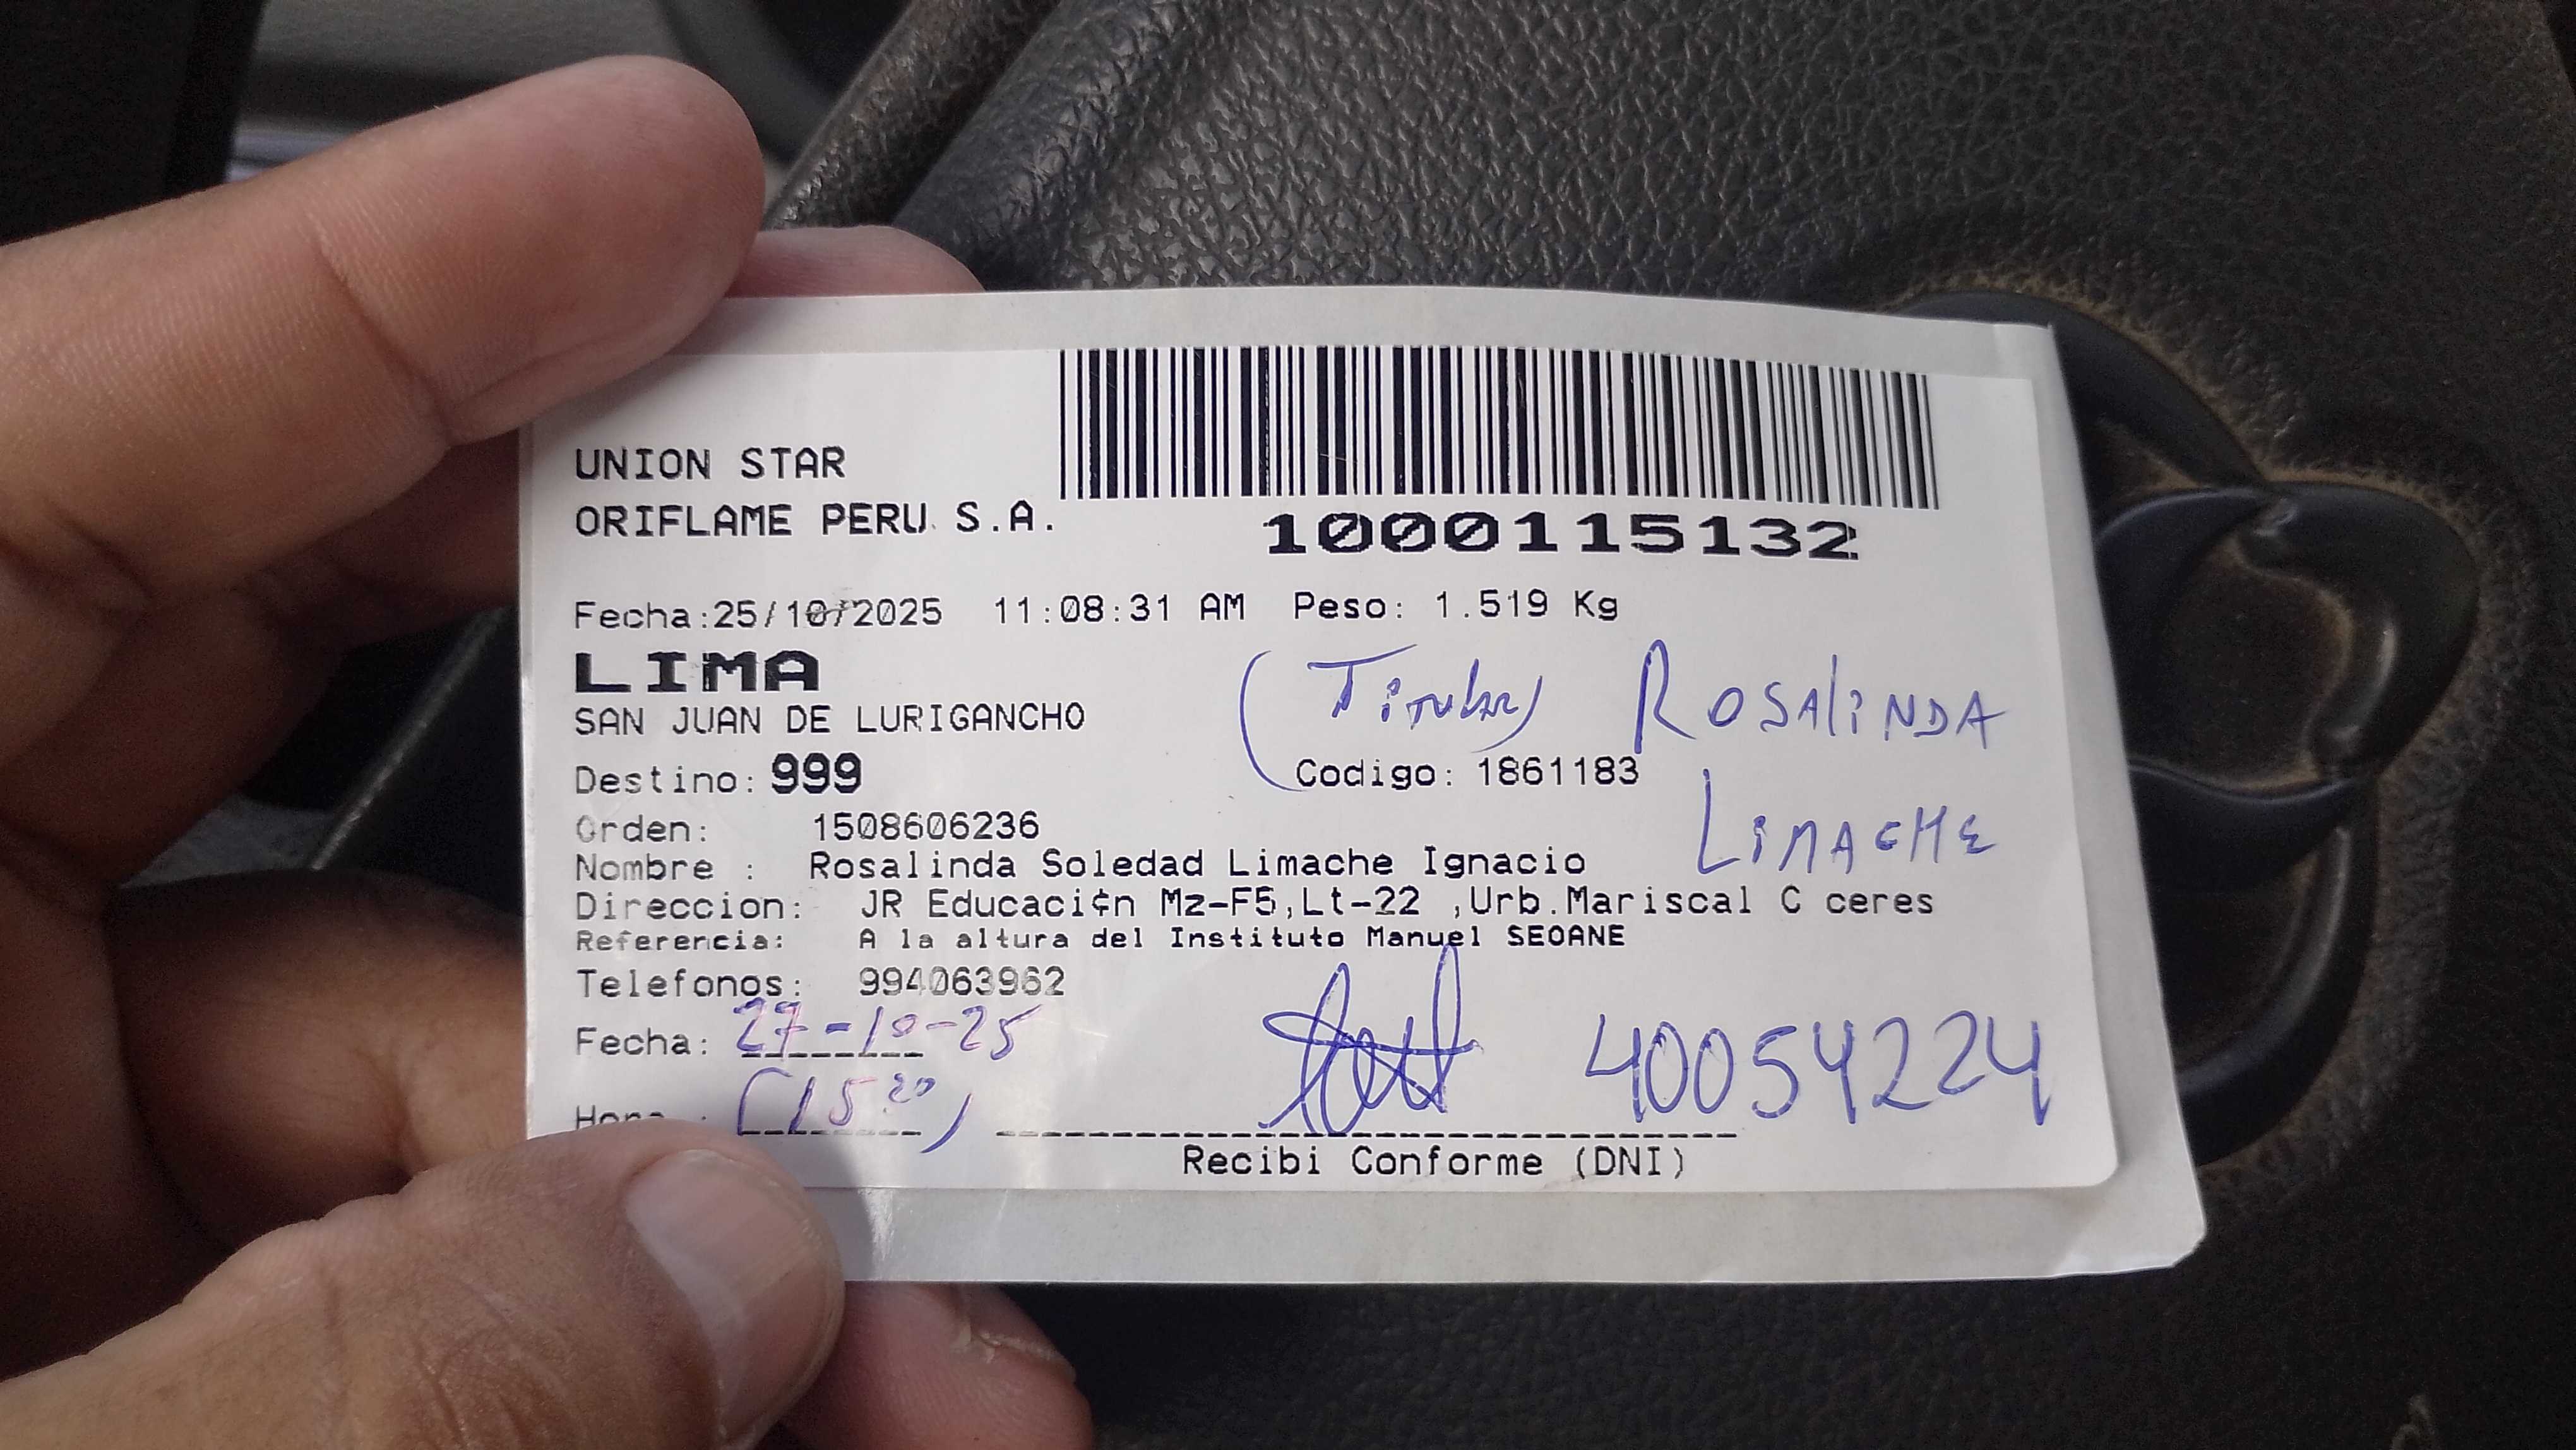 UNION STAR
ORIFLAME PERU S.A.
1000115132
Fecha:25/10/2025 11:08:31 AM Peso: 1.519 Kg
LIMA
(Titular) ROSALINDA
SAN JUAN DE LURIGANCHO
Destino: 999 Codigo: 1861183
LIMACHE
Orden: 1508606236
Nombre : Rosalinda Soledad Limache Ignacio
Direccion: JR Educaci¢n Mz-F5,Lt-22 ,Urb.Mariscal C ceres
Referencia: A la altura del Instituto Manuel SEOANE
Telefonos: 994063962
Fecha: 27-10-25
Hora : (15:20) 40054224
Recibi Conforme (DNI)